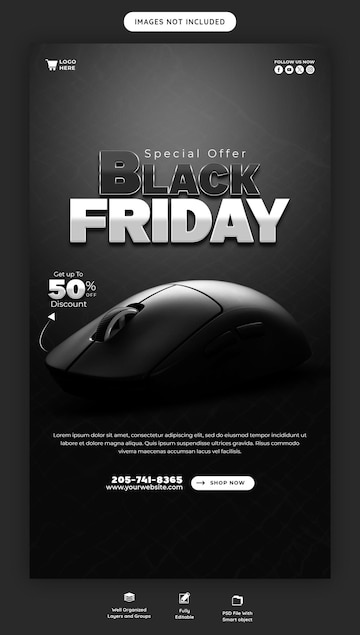 IMAGES NOT INCLUDED
LOGO
HERE
FOLLOW US NOW
Special Offer
BLACK
FRIDAY
Get up To
50% OFF
Discount
Lorem ipsum dolor sit amet, consectetur adipiscing elit, sed do eiusmod tempor incididunt ut
labore et dolore magna aliqua. Quis ipsum suspendisse ultrices gravida. Risus commodo
viverra maecenas accumsan lacus vel facilisis.
205-741-8365
www.yourwebsite.com
SHOP NOW
Well Organized
Layers and Groups
Fully
Editable
PSD File With
Smart object